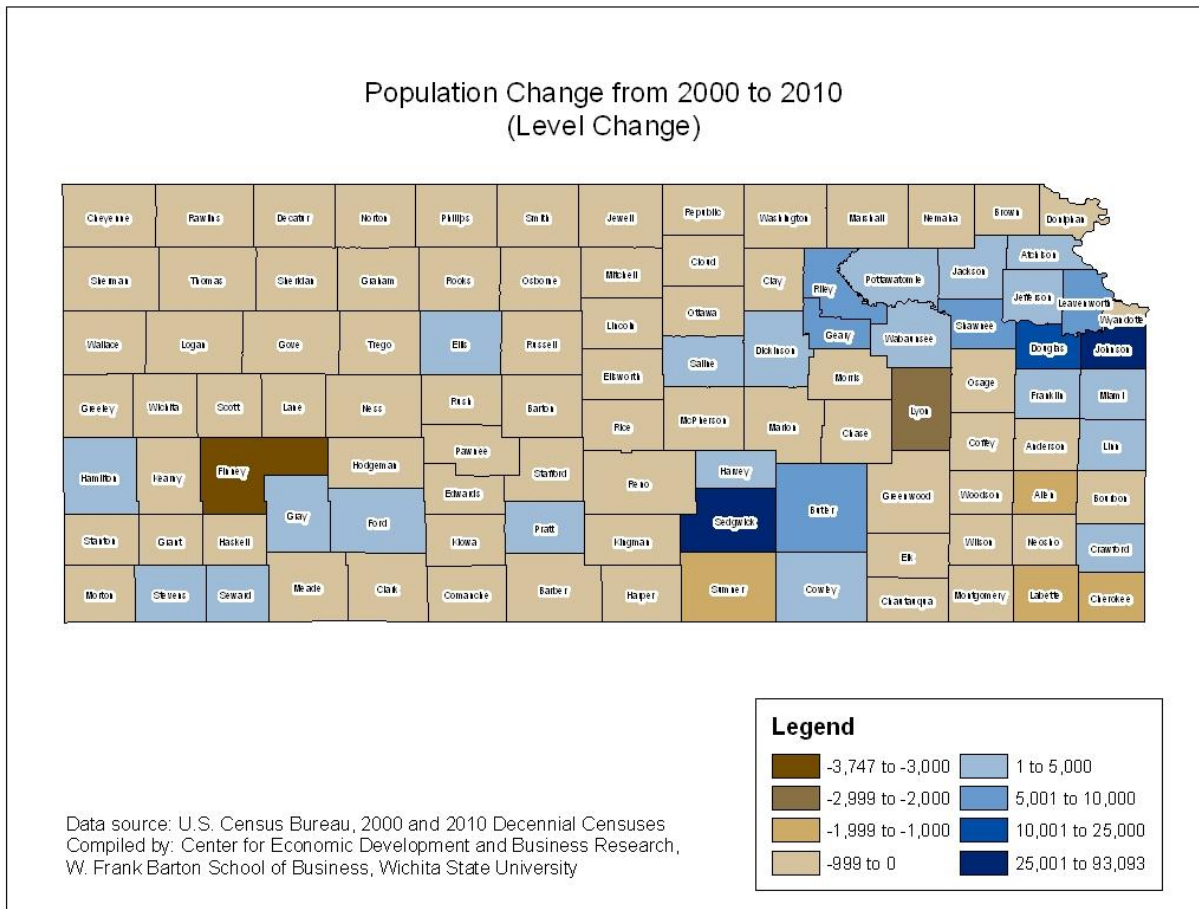 Population Change from 2000 to 2010
(Level Change)
Cheyenne Rawlins Decatur Norton Phillips Smith Jewell Republic Washington Marshall Nemaha Brown Doniphan
Sherman Thomas Sheridan Graham Rooks Osborne Mitchell Cloud Clay Riley Pottawatomie Jackson Atchison
Jefferson Leavenworth Wyandotte
Lincoln Ottawa
Wallace Logan Gove Trego Ellis Russell Saline Dickinson Geary Wabaunsee Shawnee Douglas Johnson
Ellsworth Morris Osage Franklin Miami
Greeley Wichita Scott Lane Ness Rush Barton Rice McPherson Marion Chase Lyon Coffey Anderson Linn
Hamilton Kearny Finney Hodgeman Pawnee Stafford Reno Harvey Greenwood Woodson Allen Bourbon
Edwards
Gray Ford Pratt Sedgwick Butler
Stanton Grant Haskell Kiowa Kingman Elk Wilson Neosho Crawford
Morton Stevens Seward Meade Clark Comanche Barber Harper Sumner Cowley Chautauqua Montgomery Labette Cherokee
Legend
-3,747 to -3,000 1 to 5,000
-2,999 to -2,000 5,001 to 10,000
-1,999 to -1,000 10,001 to 25,000
-999 to 0 25,001 to 93,093
Data source: U.S. Census Bureau, 2000 and 2010 Decennial Censuses
Compiled by: Center for Economic Development and Business Research,
W. Frank Barton School of Business, Wichita State University